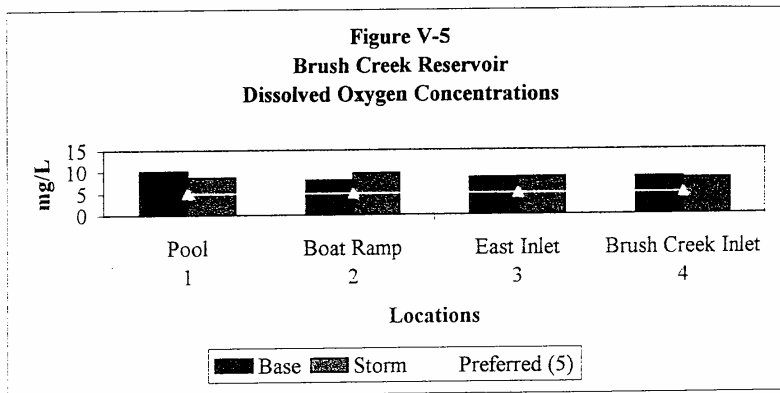 Figure V-5
Brush Creek Reservoir
Dissolved Oxygen Concentrations
mg/L
15
10
5
0
Pool Boat Ramp East Inlet Brush Creek Inlet
1 2 3 4
Locations
Base Storm Preferred (5)